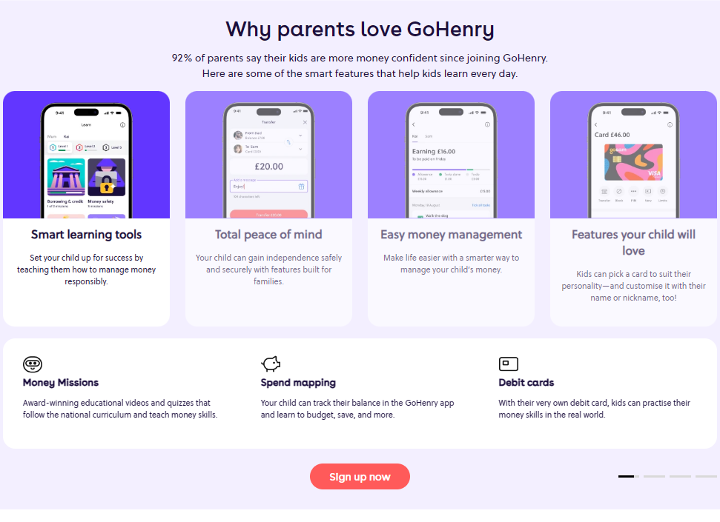 Why parents love GoHenry
92% of parents say their kids are more money confident since joining GoHenry.
Here are some of the smart features that help kids learn every day.
Learn
Borrowing & credit
Money safety
Smart learning tools
Set your child up for success by
teaching them how to manage money
responsibly.
Transfer
£20.00
Total peace of mind
Your child can gain independence safely
and securely with features built for
families.
Earning £16.00
Weekly allowance
Easy money management
Make life easier with a smarter way to
manage your child's money.
Card £46.00
VISA
Features your child will
love
Kids can pick a card to suit their
personality—and customise it with their
name or nickname, too!
Money Missions
Award-winning educational videos and quizzes that
follow the national curriculum and teach money skills.
Spend mapping
Your child can track their balance in the GoHenry app
and learn to budget, save, and more.
Debit cards
With their very own debit card, kids can practise their
money skills in the real world.
Sign up now